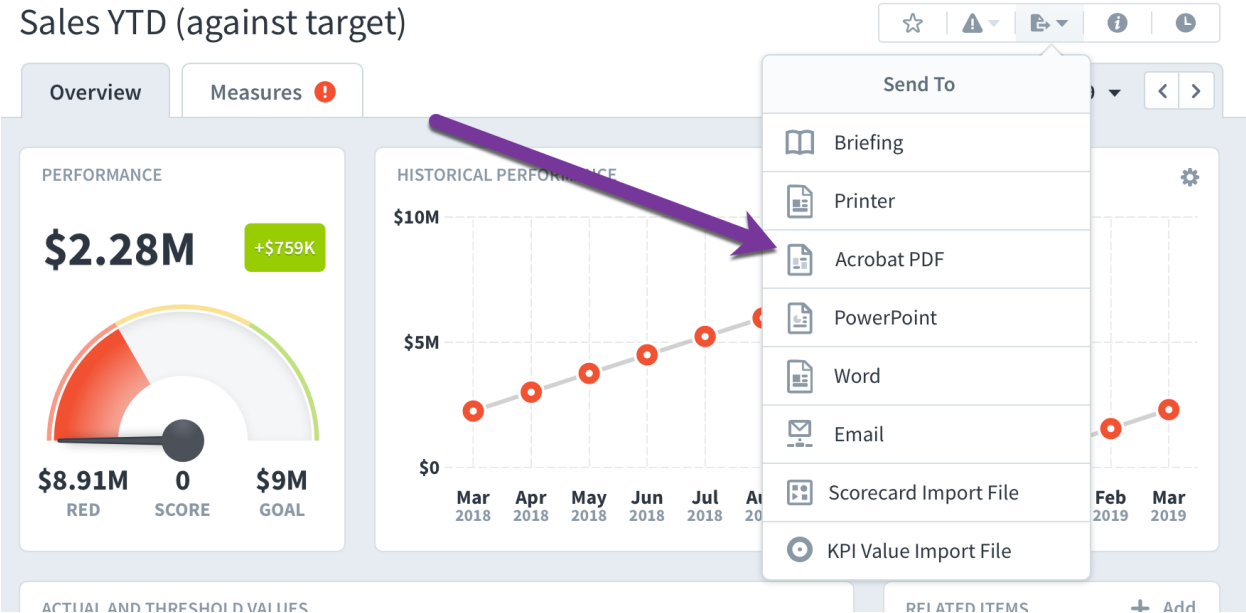 Sales YTD (against target)
Overview
Measures
Send To
Briefing
Printer
Acrobat PDF
PowerPoint
Word
Email
Scorecard Import File
KPI Value Import File
PERFORMANCE
$2.28M
+$759K
$8.91M
RED
0
SCORE
$9M
GOAL
HISTORICAL PERFORMANCE
$10M
$5M
$0
Mar Apr May Jun Jul Feb Mar
2018 2018 2018 2018 2018 2019 2019
ACTUAL AND THRESHOLD VALUES
RELATED ITEMS
Add